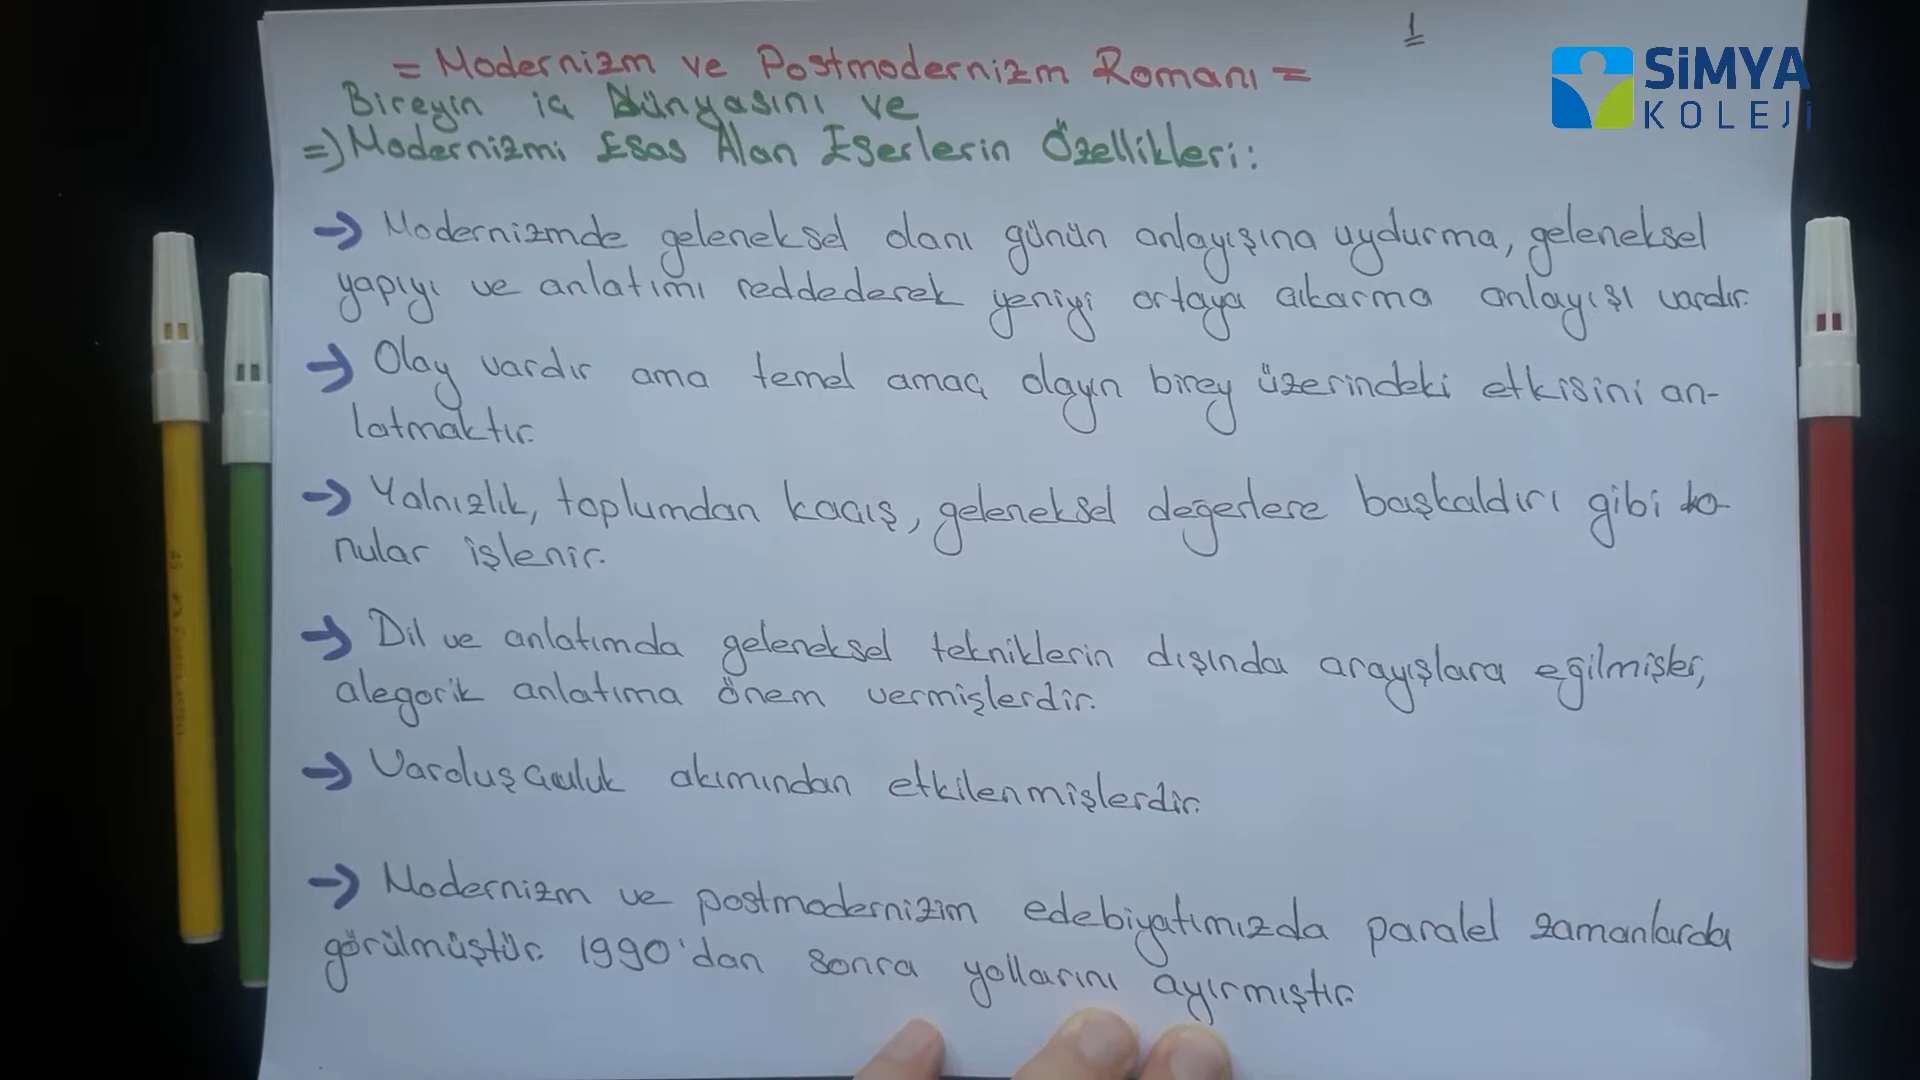 1
= Modernizm ve Postmodernizm Romanı =
SiMYA
KOLEJi
Bireyin iç Dünyasını ve
=> Modernizmi Esas Alan Eserlerin Özellikleri:
→ Modernizmde geleneksel olanı günün anlayışına uydurma, geleneksel
yapıyı ve anlatımı reddederek yeniyi ortaya çıkarma anlayışı vardır.
→ Olay vardır ama temel amaç olayın birey üzerindeki etkisini an-
latmaktır.
→ Yalnızlık, toplumdan kaçış, geleneksel değerlere başkaldırı gibi ko-
nular işlenir.
→ Dil ve anlatımda geleneksel tekniklerin dışında arayışlara eğilmişler,
alegorik anlatıma önem vermişlerdir.
→ Varoluşçuluk akımından etkilenmişlerdir.
→ Modernizm ve postmodernizim edebiyatımızda paralel zamanlarda
görülmüştür. 1990'dan sonra yollarını ayırmıştır.